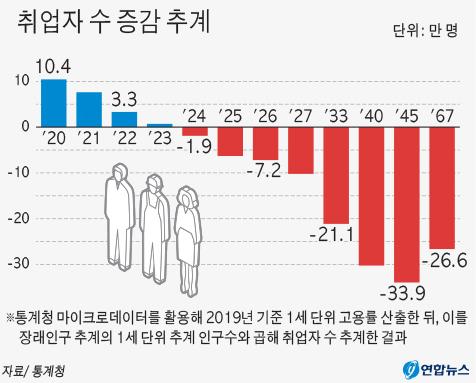 취업자 수 증감 추계
단위: 만 명
10
0
-10
-20
-30
10.4
3.3
-1.9
-7.2
-21.1
-33.9
-26.6
'20 '21 '22 '23 '24 '25 '26 '27 '33 '40 '45 '67
※통계청 마이크로데이터를 활용해 2019년 기준 1세 단위 고용률 산출한 뒤, 이를
장래인구 추계의 1세 단위 추계 인구수와 곱해 취업자 수 추계한 결과
자료/ 통계청
연합뉴스